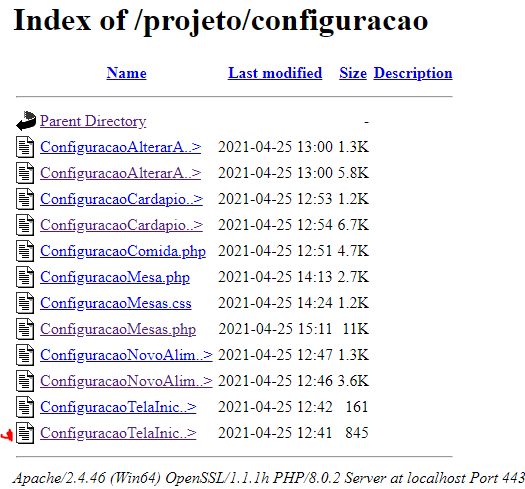 Index of /projeto/configuracao
Name Last modified Size Description
Parent Directory -
ConfiguracaoAlterarA..> 2021-04-25 13:00 1.3K
ConfiguracaoAlterarA..> 2021-04-25 13:00 5.8K
ConfiguracaoCardapio..> 2021-04-25 12:53 1.2K
ConfiguracaoCardapio..> 2021-04-25 12:54 6.7K
ConfiguracaoComida.php 2021-04-25 12:51 4.7K
ConfiguracaoMesa.php 2021-04-25 14:13 2.7K
ConfiguracaoMesas.css 2021-04-25 14:24 1.2K
ConfiguracaoMesas.php 2021-04-25 15:11 11K
ConfiguracaoNovoAlim..> 2021-04-25 12:47 1.3K
ConfiguracaoNovoAlim..> 2021-04-25 12:46 3.6K
ConfiguracaoTelaInic..> 2021-04-25 12:42 161
ConfiguracaoTelaInic..> 2021-04-25 12:41 845
Apache/2.4.46 (Win64) OpenSSL/1.1.1h PHP/8.0.2 Server at localhost Port 443